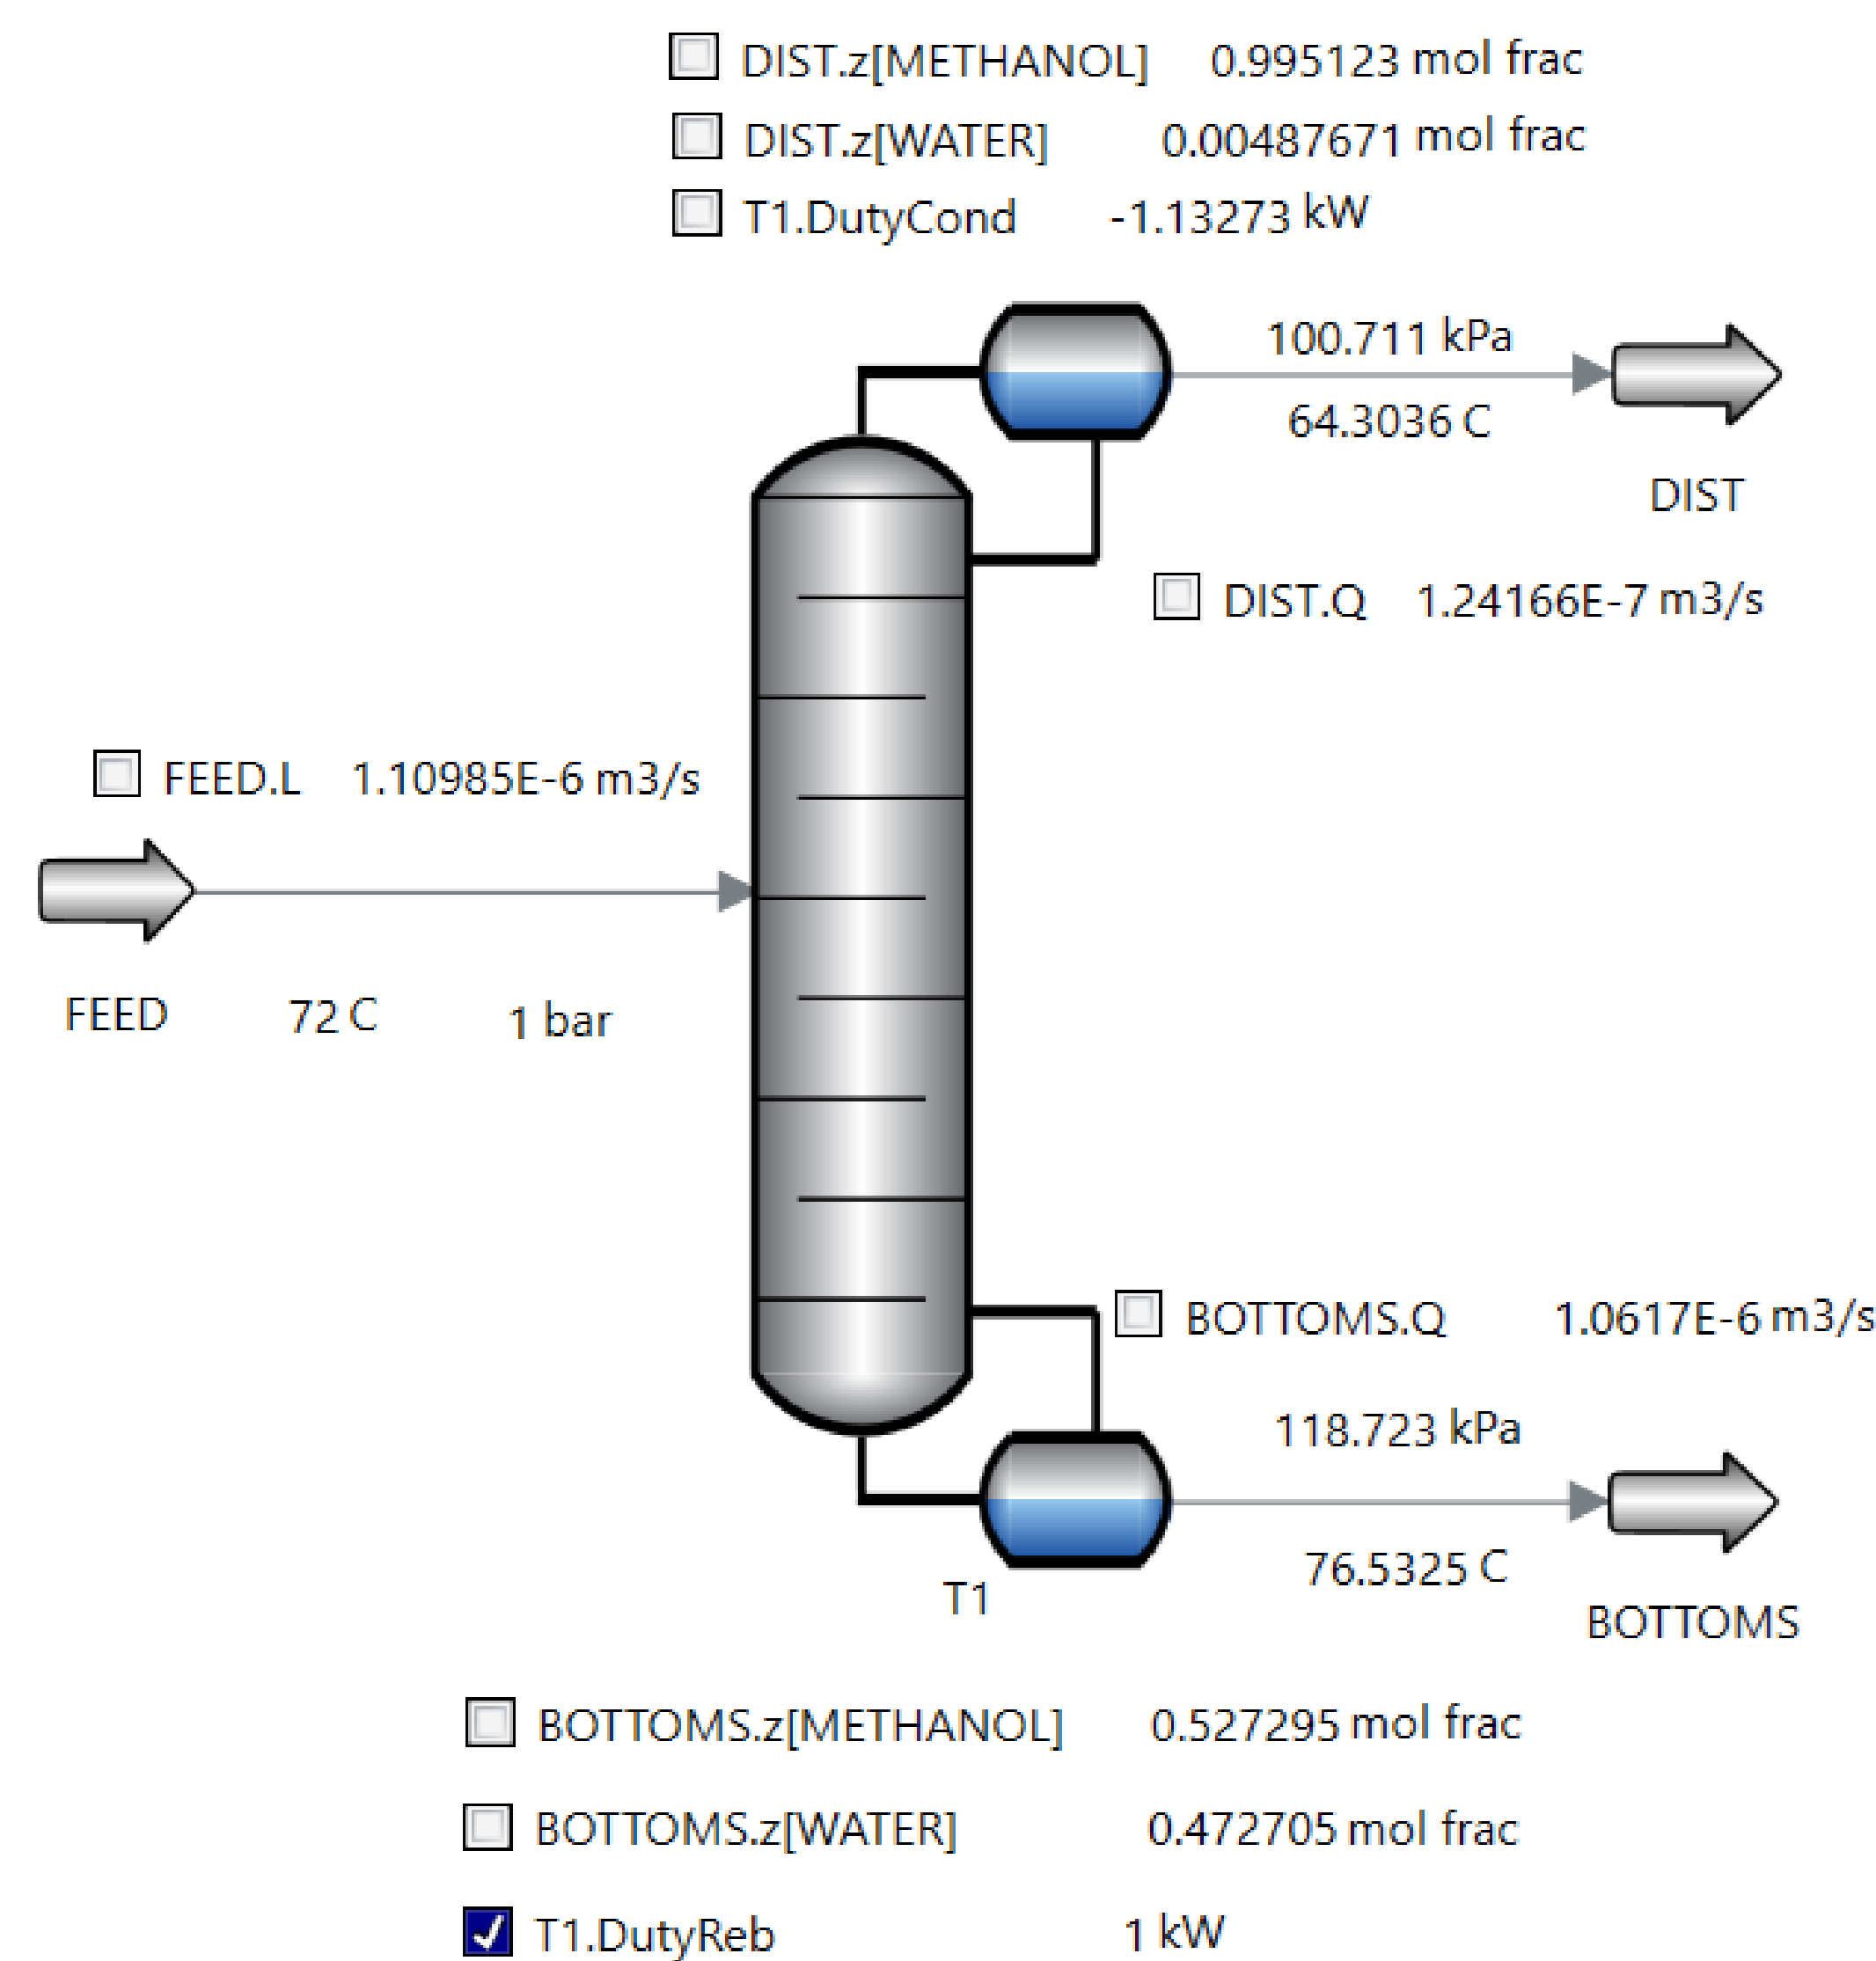 DIST.z[METHANOL] 0.995123 mol frac
DIST.z[WATER] 0.00487671 mol frac
T1.DutyCond -1.13273 kW
100.711 kPa
64.3036 C
DIST
DIST.Q 1.24166E-7 m3/s
FEED.L 1.10985E-6 m3/s
FEED 72 C 1 bar
BOTTOMS.Q 1.0617E-6 m3/s
118.723 kPa
76.5325 C
T1
BOTTOMS
BOTTOMS.z[METHANOL] 0.527295 mol frac
BOTTOMS.z[WATER] 0.472705 mol frac
T1.DutyReb 1 kW